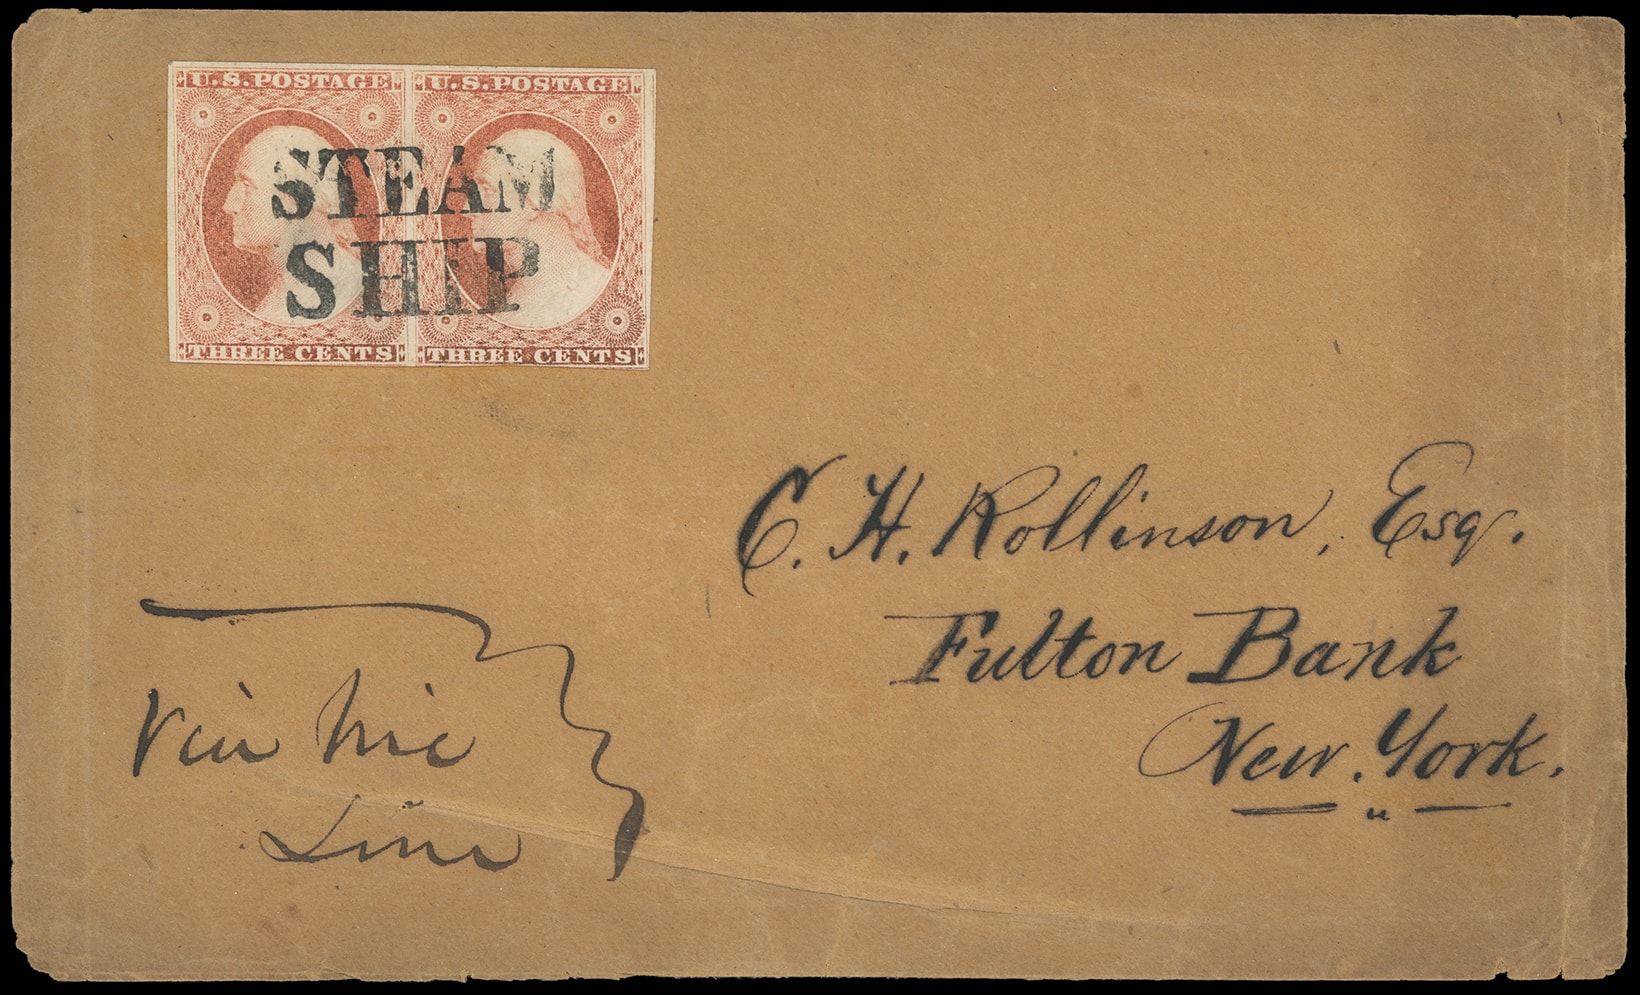 U.S.POSTAGE U.S.POSTAGE
STEAM
SHIP
THREE CENTS THREE CENTS
C. H. Rollinson, Esq.
Fulton Bank
New York.
Via Nic
Line